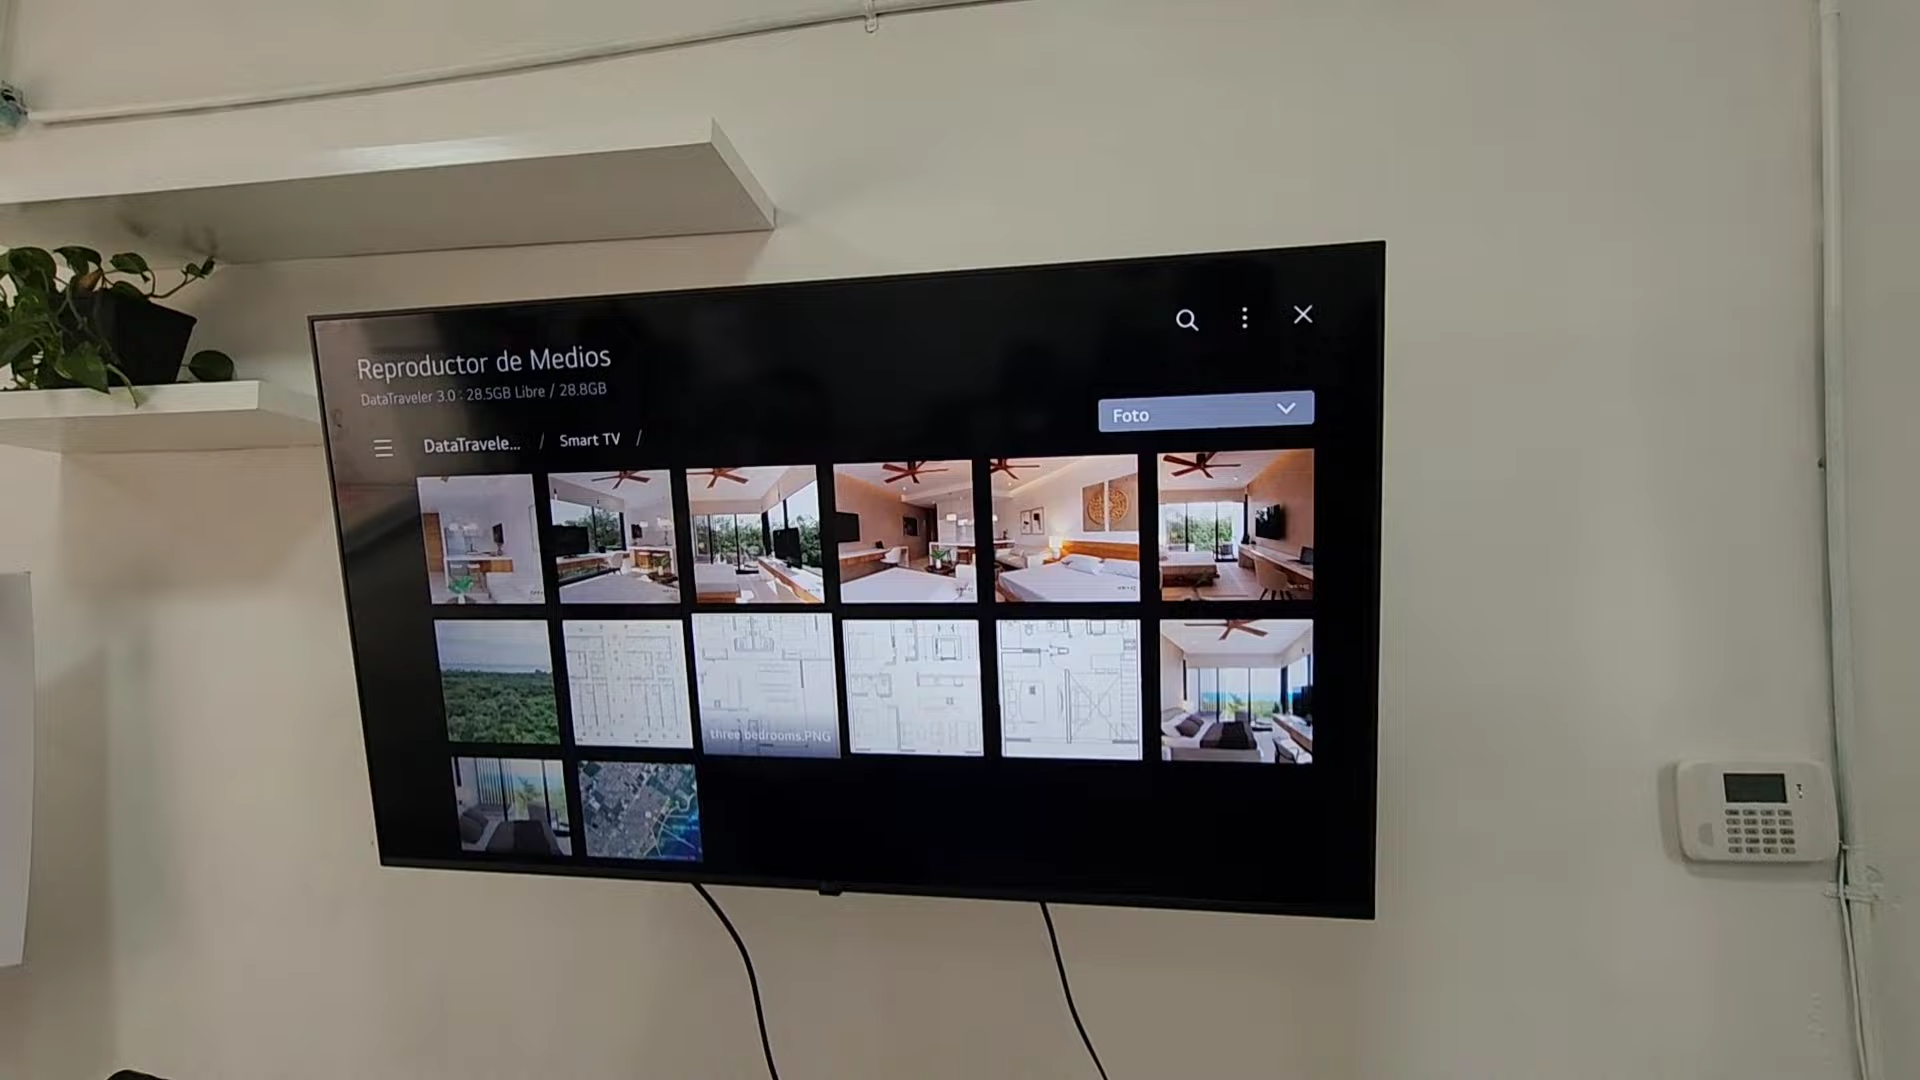 Reproductor de Medios
DataTraveler 3.0 : 28.5GB Libre / 28.8GB
Foto
DataTravele... / Smart TV /
three bedrooms.PNG